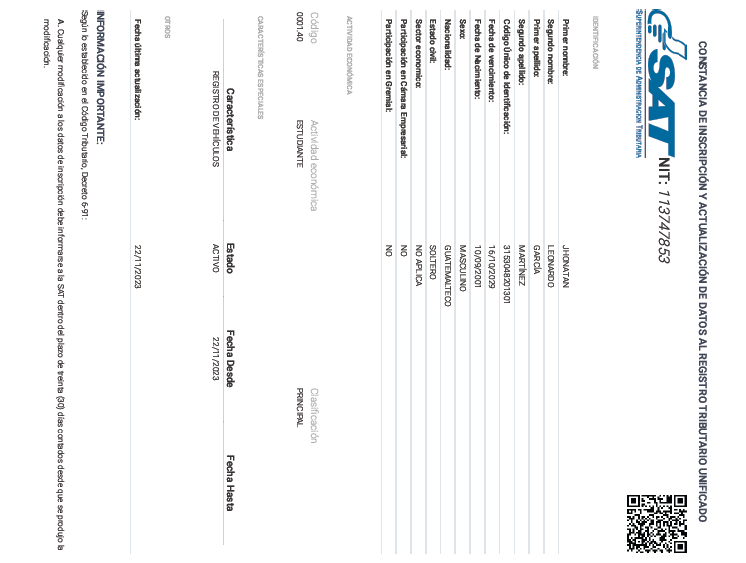 CONSTANCIA DE INSCRIPCIÓN Y ACTUALIZACIÓN DE DATOS AL REGISTRO TRIBUTARIO UNIFICADO
SAT
SUPERINTENDENCIA DE ADMINISTRACIÓN TRIBUTARIA
NIT: 113747853
IDENTIFICACIÓN
Primer nombre: JHONATAN
Segundo nombre: LEONARDO
Primer apellido: GARCÍA
Segundo apellido: MARTÍNEZ
Código Único de Identificación: 3153048201301
Fecha de vencimiento: 16/10/2029
Fecha de Nacimiento: 10/09/2001
Sexo: MASCULINO
Nacionalidad: GUATEMALTECO
Estado civil: SOLTERO
Sector economico: NO APLICA
Participación en Cámara Empresarial: NO
Participación en Gremial: NO
ACTIVIDAD ECONÓMICA
Código Actividad económica Clasificación
0001.40 ESTUDIANTE PRINCIPAL
CARACTERÍSTICAS ESPECIALES
Característica Estado Fecha Desde Fecha Hasta
REGISTRO DE VEHÍCULOS ACTIVO 22/11/2023
OTROS
Fecha última actualización: 22/11/2023
INFORMACIÓN IMPORTANTE:
Según lo establecido en el Código Tributario, Decreto 6-91:
A. Cualquier modificación a los datos de inscripción debe informarse a la SAT dentro del plazo de treinta (30) días contados desde que se produjo la
modificación.